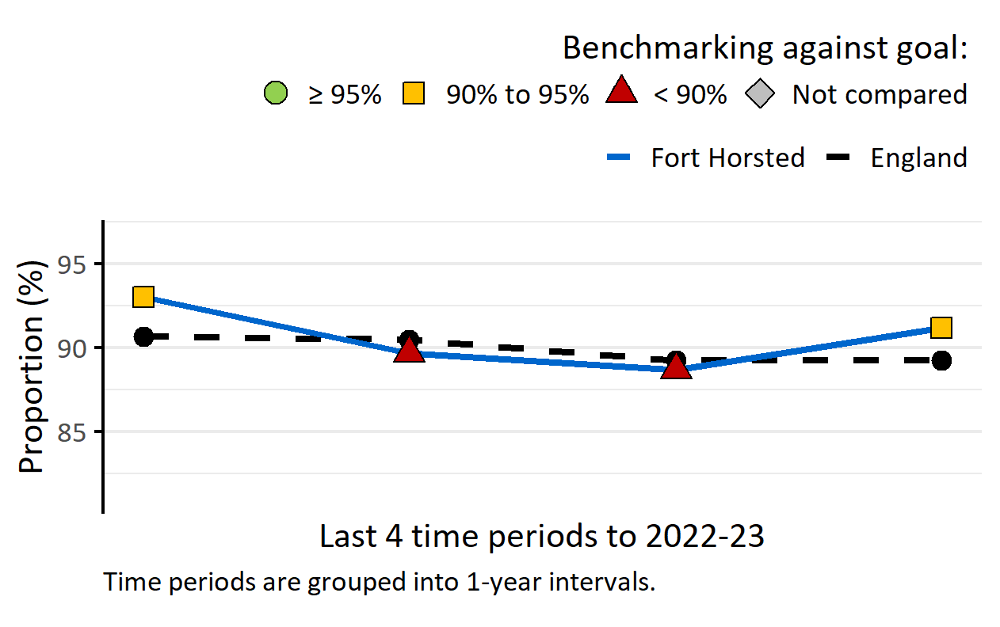 Benchmarking against goal:
≥ 95% 90% to 95% < 90% Not compared
Fort Horsted England
Proportion (%)
95
90
85
Last 4 time periods to 2022-23
Time periods are grouped into 1-year intervals.